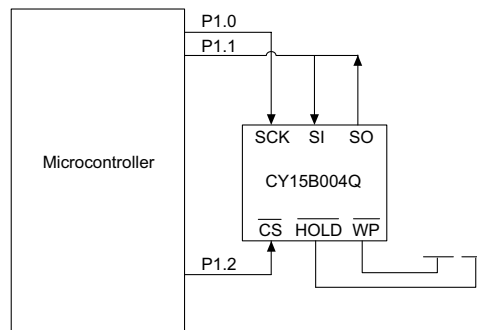 P1.0
P1.1
SCK SI SO
Microcontroller
CY15B004Q
CS HOLD WP
P1.2